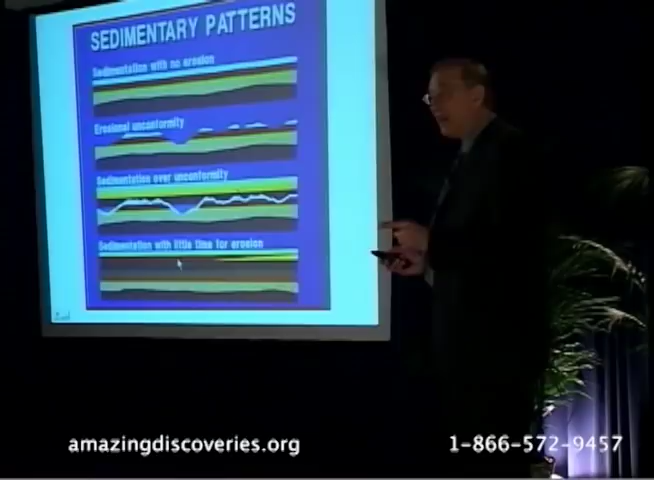 SEDIMENTARY PATTERNS
Sedimentation with no erosion
Erosional unconformity
Sedimentation over unconformity
Sedimentation with little time for erosion
amazingdiscoveries.org 1-866-572-9457